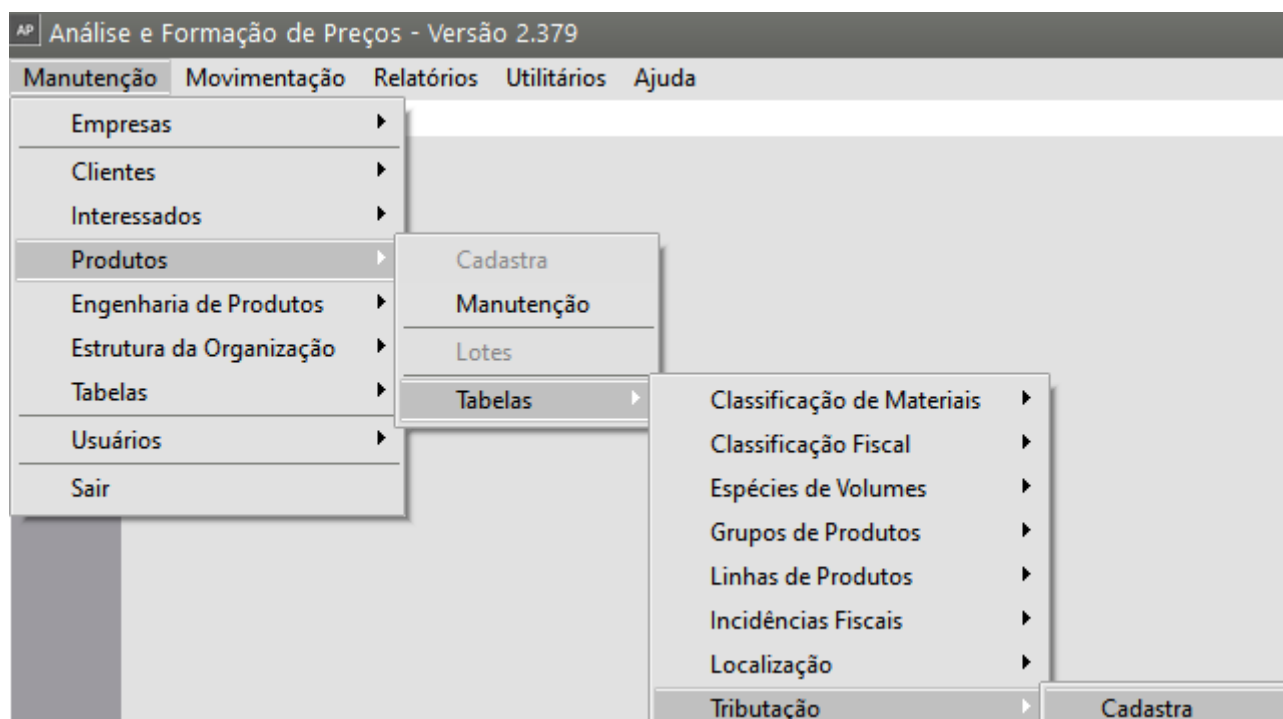 AP Análise e Formação de Preços - Versão 2.379
Manutenção Movimentação Relatórios Utilitários Ajuda
Empresas
Clientes
Interessados
Produtos
Engenharia de Produtos
Estrutura da Organização
Tabelas
Usuários
Sair
Cadastra
Manutenção
Lotes
Tabelas
Classificação de Materiais
Classificação Fiscal
Espécies de Volumes
Grupos de Produtos
Linhas de Produtos
Incidências Fiscais
Localização
Tributação
Cadastra